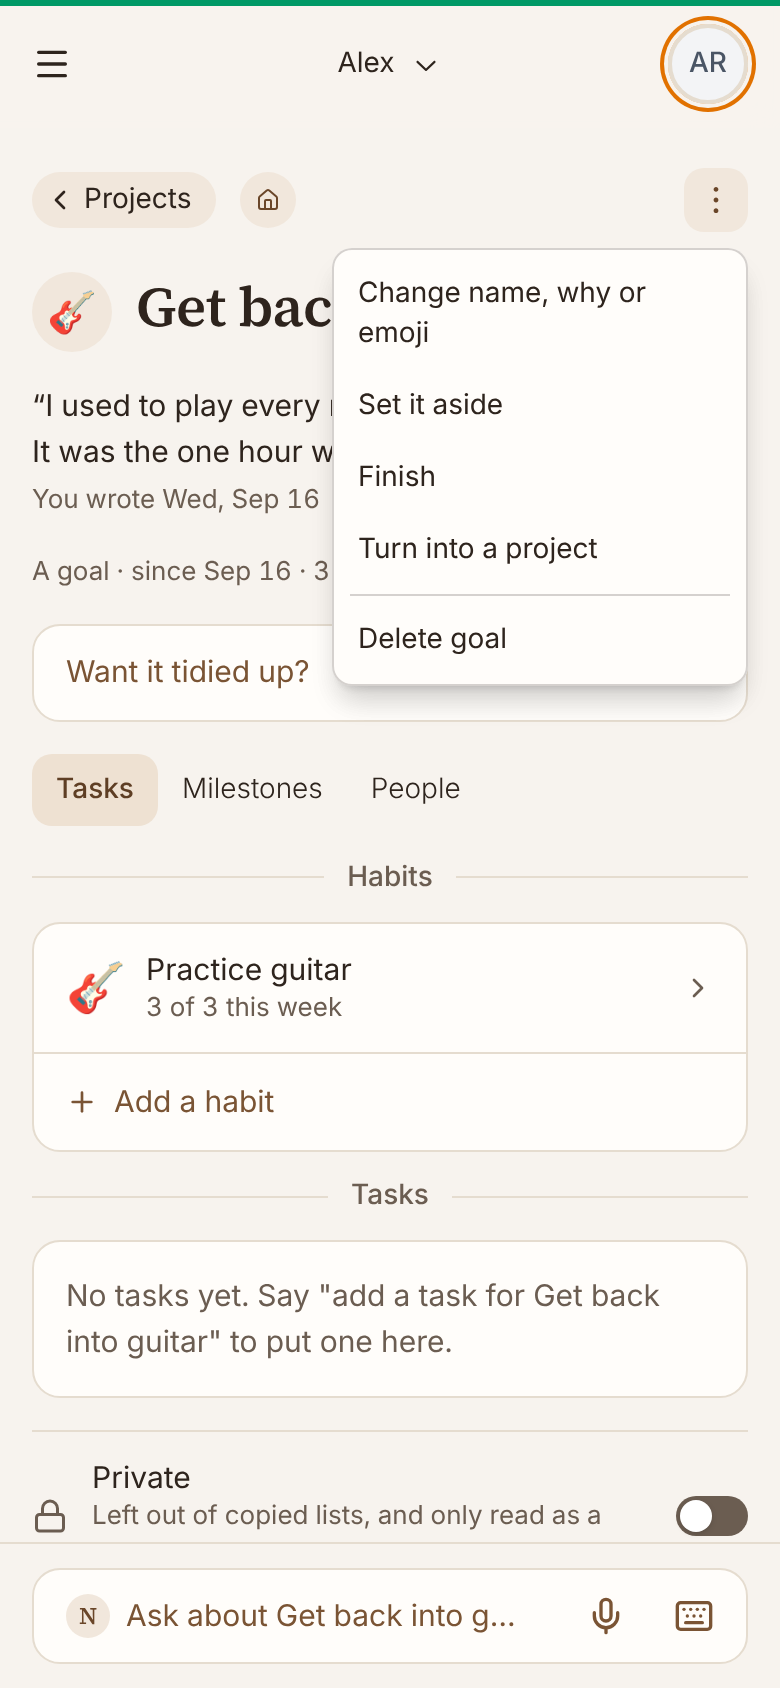 Alex
AR
Projects
Get bac
Change name, why or
emoji
Set it aside
Finish
Turn into a project
Delete goal
“I used to play every
It was the one hour w
You wrote Wed, Sep 16
A goal · since Sep 16 · 3
Want it tidied up?
Tasks
Milestones
People
Habits
Practice guitar
3 of 3 this week
Add a habit
Tasks
No tasks yet. Say "add a task for Get back
into guitar" to put one here.
Private
Left out of copied lists, and only read as a
N
Ask about Get back into g...